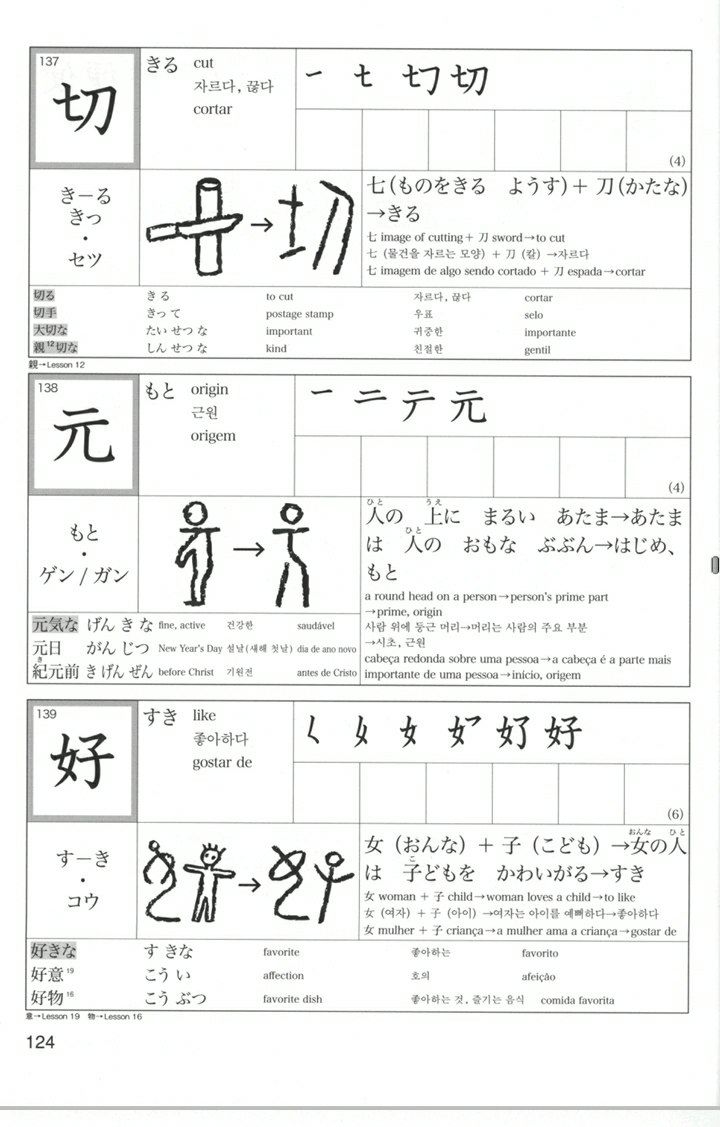 137
切
きる cut
자르다, 끊다
cortar
一 七 切 切
(4)
きーる
きっ
・
セツ
七(ものをきる ようす)+ 刀(かたな)
→きる
七 image of cutting + 刀 sword→to cut
七 (물건을 자르는 모양) + 刀 (칼) →자르다
七 imagem de algo sendo cortado + 刀 espada→cortar
切る きる to cut 자르다, 끊다 cortar
切手 きって postage stamp 우표 selo
大切な たい せつ な important 귀중한 importante
親12切な しん せつ な kind 친절한 gentil
親→Lesson 12
138
元
もと origin
근원
origem
一 二 テ 元
(4)
もと
・
ゲン / ガン
ひと うえ
人の 上に まるい あたま→あたま
ひと
は 人の おもな ぶぶん→はじめ、
もと
a round head on a person→person's prime part
→prime, origin
사람 위에 둥근 머리→머리는 사람의 주요 부분
→시초, 근원
cabeça redonda sobre uma pessoa→a cabeça é a parte mais
importante de uma pessoa→início, origem
元気な げん き な fine, active 건강한 saudável
元日 がん じつ New Year's Day 설날(새해 첫날) dia de ano novo
き
紀元前 き げん ぜん before Christ 기원전 antes de Cristo
139
好
すき like
좋아하다
gostar de
く 女 女 好 好 好
(6)
すーき
・
コウ
おんな ひと
女 (おんな) + 子 (こども) →女の人
こ
は 子どもを かわいがる→すき
女 woman + 子 child→woman loves a child→to like
女 (여자) + 子 (아이) →여자는 아이를 예뻐하다→좋아하다
女 mulher + 子 criança→a mulher ama a criança→gostar de
好きな す きな favorite 좋아하는 favorito
好意19 こう い affection 호의 afeição
好物16 こう ぶつ favorite dish 좋아하는 것, 즐기는 음식 comida favorita
意→Lesson 19 物→Lesson 16
124